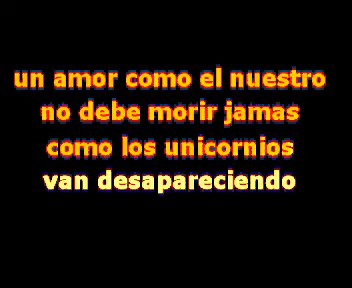 un amor como el nuestro
no debe morir jamas
como los unicornios
van desapareciendo